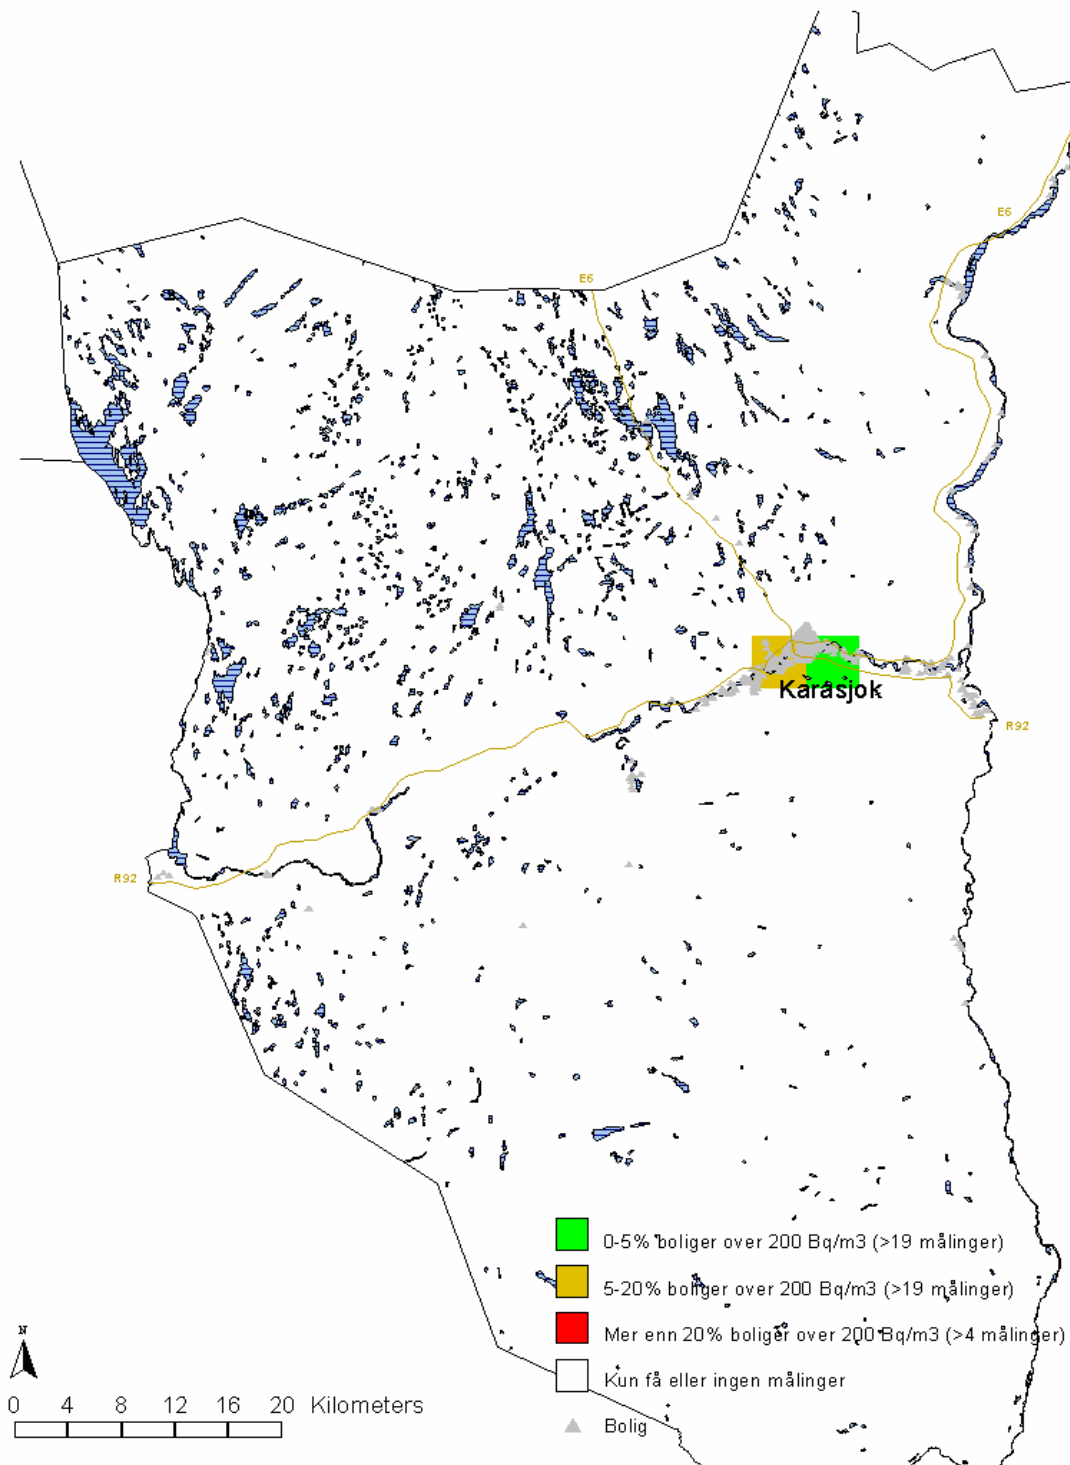 E6
E6
Karasjok
R92
R92
0-5% boliger over 200 Bq/m3 (>19 målinger)
5-20% boliger over 200 Bq/m3 (>19 målinger)
Mer enn 20% boliger over 200 Bq/m3 (>4 målinger)
Kun få eller ingen målinger
Bolig
N
0 4 8 12 16 20 Kilometers